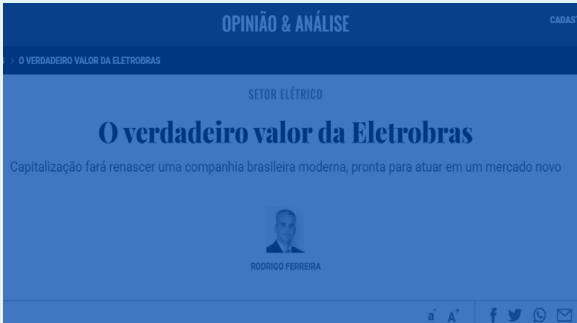 OPINIÃO & ANÁLISE
CADAS
S > O VERDADEIRO VALOR DA ELETROBRAS
SETOR ELÉTRICO
O verdadeiro valor da Eletrobras
Capitalização fará renascer uma companhia brasileira moderna, pronta para atuar em um mercado novo
RODRIGO FERREIRA
a- A+